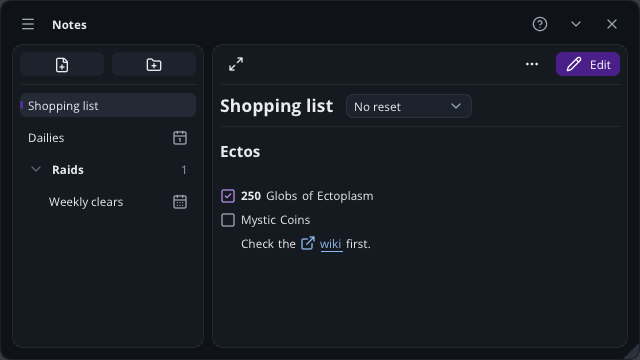 Notes
Edit
Shopping list
Shopping list
No reset
Dailies
Ectos
Raids
1
250 Globs of Ectoplasm
Weekly clears
Mystic Coins
Check the wiki first.